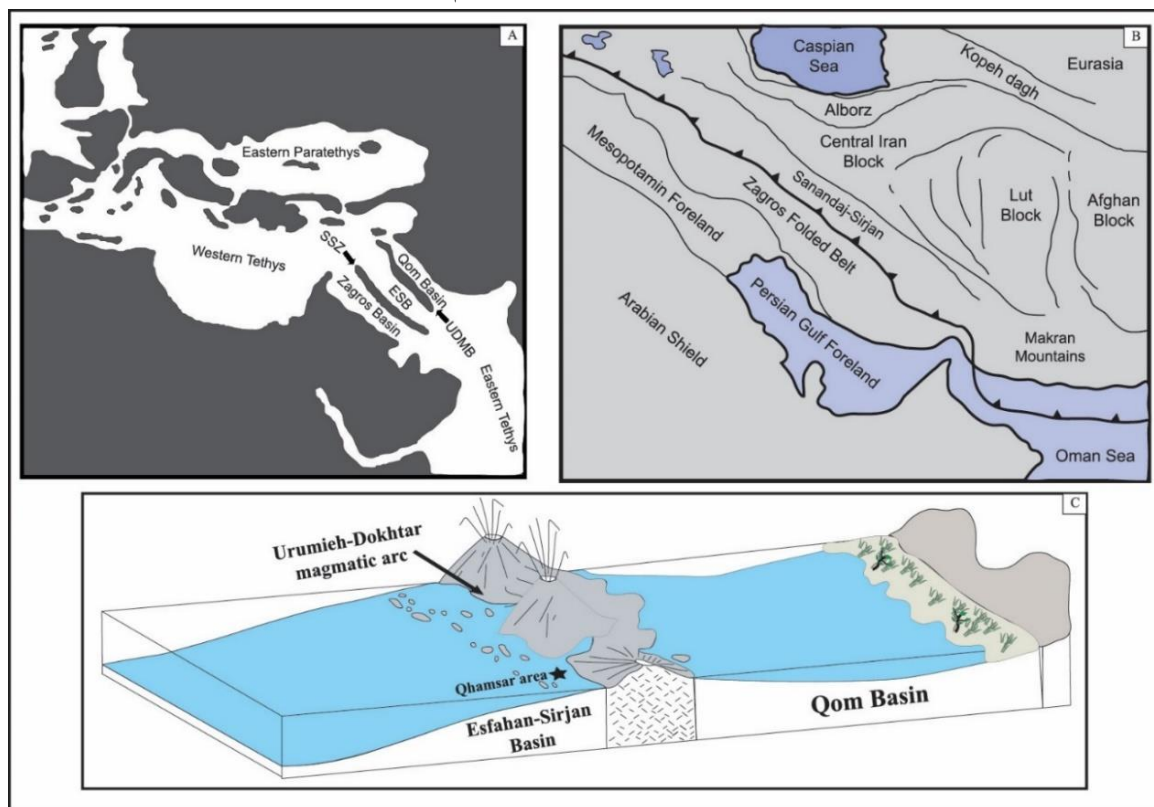 A
Eastern Paratethys
Western Tethys
SSZ
Qom Basin
ESB
Zagros Basin
UDMB
Eastern Tethys
B
Caspian
Sea
Kopeh dagh
Eurasia
Alborz
Central Iran
Block
Mesopotamin Foreland
Sanandaj-Sirjan
Zagros Folded Belt
Lut
Block
Afghan
Block
Arabian Shield
Persian Gulf Foreland
Makran
Mountains
Oman Sea
C
Urumieh-Dokhtar
magmatic arc
Qhamsar area
Esfahan-Sirjan
Basin
Qom Basin